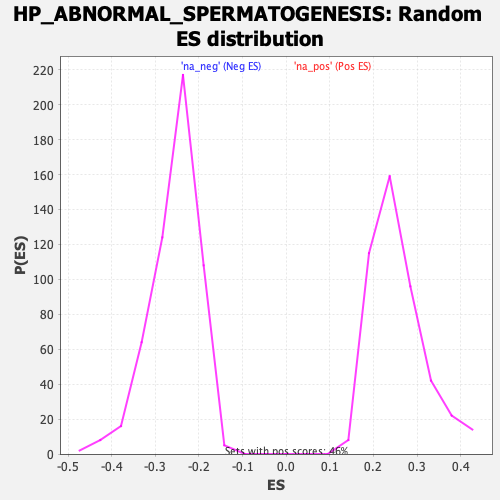 HP_ABNORMAL_SPERMATOGENESIS: Random
ES distribution
'na_neg' (Neg ES) 'na_pos' (Pos ES)
P(ES)
220
200
180
160
140
120
100
80
60
40
20
0
Sets with pos scores: 46%
-0.5 -0.4 -0.3 -0.2 -0.1 0.0 0.1 0.2 0.3 0.4
ES